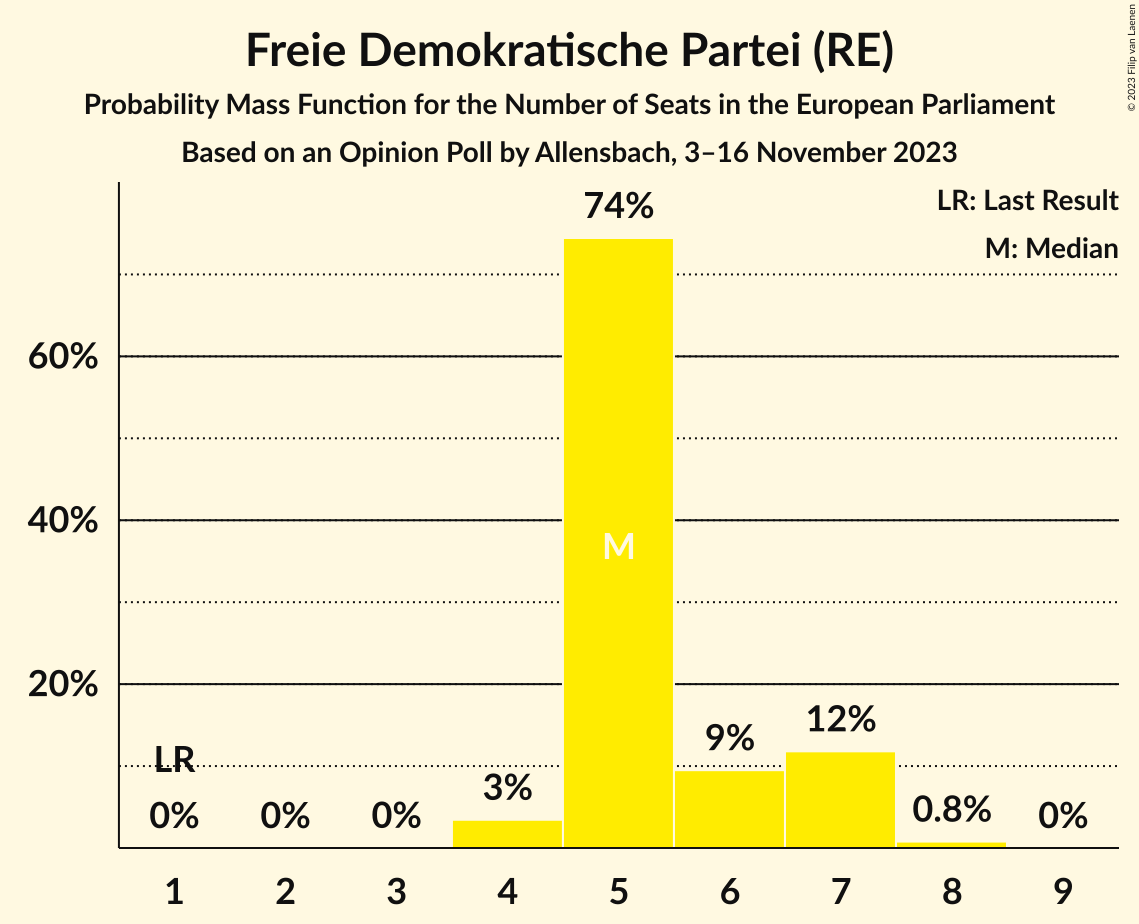 Freie Demokratische Partei (RE)
Probability Mass Function for the Number of Seats in the European Parliament
Based on an Opinion Poll by Allensbach, 3–16 November 2023
© 2023 Filip van Laenen
LR: Last Result
M: Median
74%
60%
40%
M
20%
12%
9%
LR
3%
0.8%
0% 0% 0% 0%
1 2 3 4 5 6 7 8 9